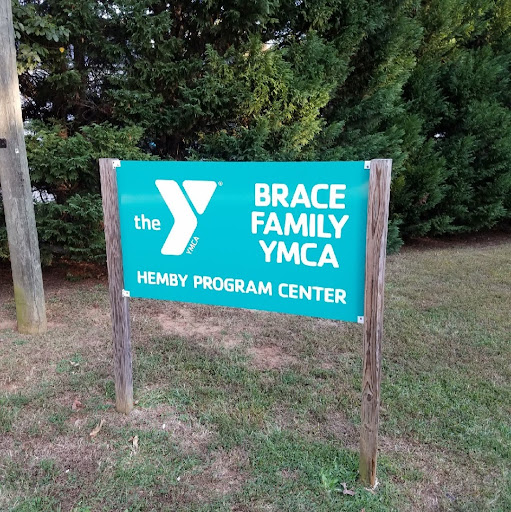 the
YMCA
®
BRACE
FAMILY
YMCA
HEMBY PROGRAM CENTER